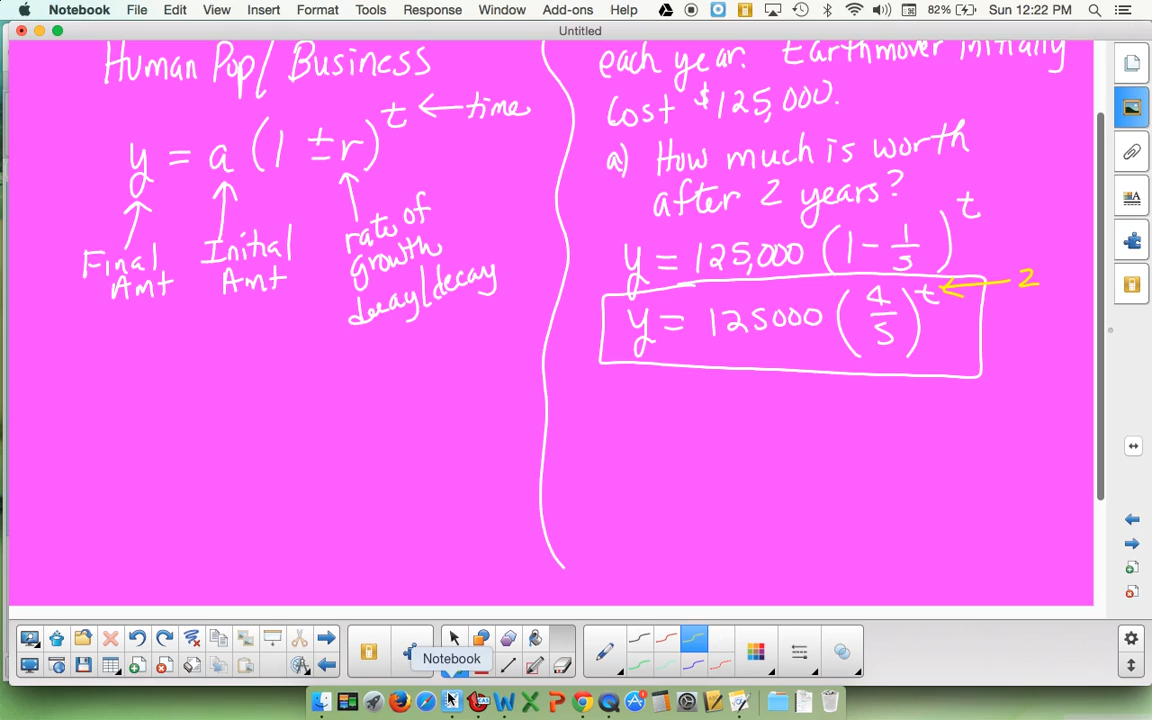 Notebook File Edit View Insert Format Tools Response Window Add-ons Help 82% Sun 12:22 PM
Untitled
Human Pop/ Business
y = a (1 ± r)^t ← time
Final Amt
Initial Amt
rate of growth
decay/decay
each year. Earthmover initially
cost $125,000.
a) How much is worth
after 2 years?
y = 125,000 (1 - 1/5)^t
y = 125000 (4/5)^t ← 2
Notebook